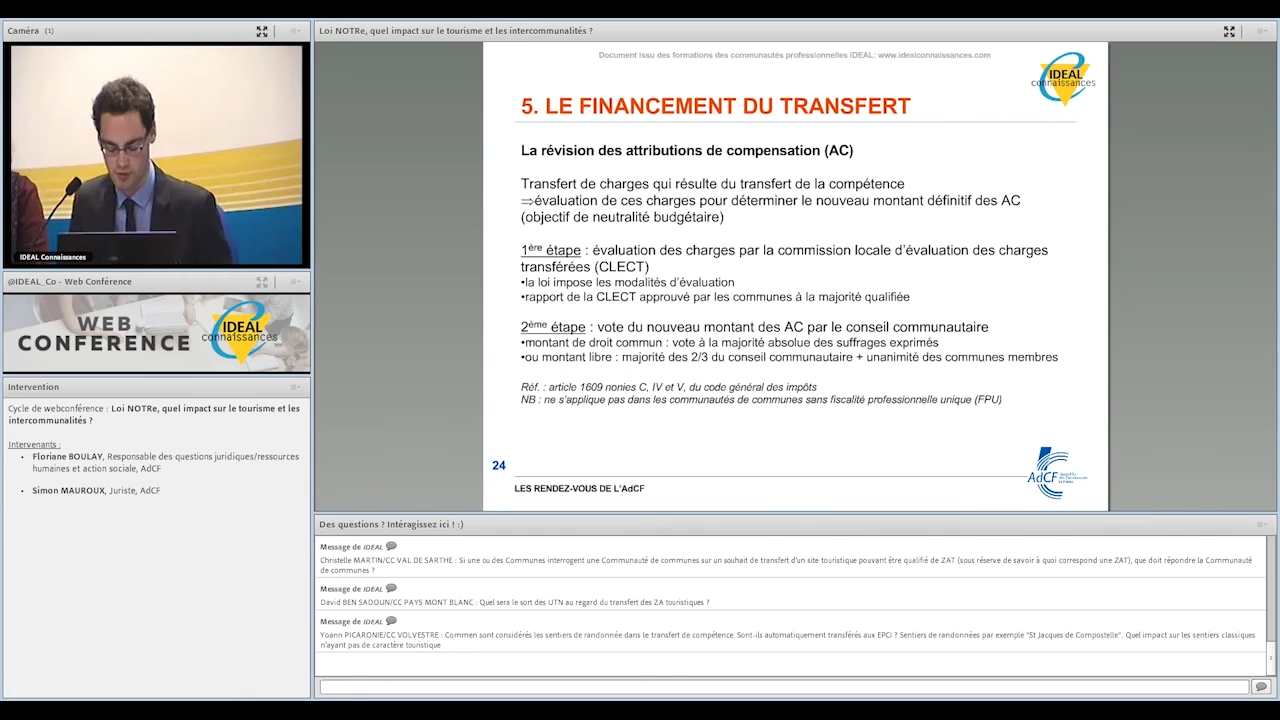 Caméra (1)
IDEAL Connaissances
@IDEAL_Co - Web Conférence
WEB
CONFERENCE
IDEAL
connaissances
Intervention
Cycle de webconférence : Loi NOTRe, quel impact sur le tourisme et les
intercommunalités ?
Intervenants :
• Floriane BOULAY, Responsable des questions juridiques/ressources
humaines et action sociale, AdCF
• Simon MAUROUX, Juriste, AdCF
Loi NOTRe, quel impact sur le tourisme et les intercommunalités ?
Document issu des formations des communautés professionnelles IDEAL: www.idealconnaissances.com
IDEAL
connaissances
5. LE FINANCEMENT DU TRANSFERT
La révision des attributions de compensation (AC)
Transfert de charges qui résulte du transfert de la compétence
⇒évaluation de ces charges pour déterminer le nouveau montant définitif des AC
(objectif de neutralité budgétaire)
1ère étape : évaluation des charges par la commission locale d'évaluation des charges
transférées (CLECT)
•la loi impose les modalités d'évaluation
•rapport de la CLECT approuvé par les communes à la majorité qualifiée
2ème étape : vote du nouveau montant des AC par le conseil communautaire
•montant de droit commun : vote à la majorité absolue des suffrages exprimés
•ou montant libre : majorité des 2/3 du conseil communautaire + unanimité des communes membres
Réf. : article 1609 nonies C, IV et V, du code général des impôts
NB : ne s'applique pas dans les communautés de communes sans fiscalité professionnelle unique (FPU)
24
LES RENDEZ-VOUS DE L'AdCF
AdCF
Des questions ? Intéragissez ici ! :)
Message de IDEAL
Christelle MARTIN/CC VAL DE SARTHE : Si une ou des Communes interrogent une Communauté de communes sur un souhait de transfert d'un site touristique pouvant être qualifié de ZAT (sous réserve de savoir à quoi correspond une ZAT), que doit répondre la Communauté
de communes ?
Message de IDEAL
David BEN SADOUN/CC PAYS MONT BLANC : Quel sera le sort des UTN au regard du transfert des ZA touristiques ?
Message de IDEAL
Yoann PICARONIE/CC VOLVESTRE : Commen sont considérés les sentiers de randonnée dans le transfert de compétence. Sont-ils automatiquement transférés aux EPCI ? Sentiers de randonnées par exemple "St Jacques de Compostelle". Quel impact sur les sentiers classiques
n'ayant pas de caractère touristique